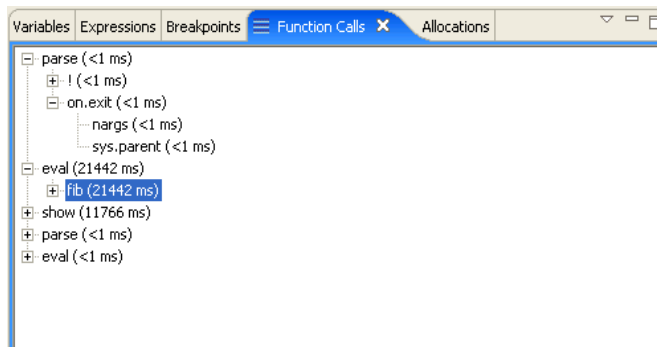 Variables Expressions Breakpoints Function Calls Allocations
parse (<1 ms)
! (<1 ms)
on.exit (<1 ms)
nargs (<1 ms)
sys.parent (<1 ms)
eval (21442 ms)
fib (21442 ms)
show (11766 ms)
parse (<1 ms)
eval (<1 ms)